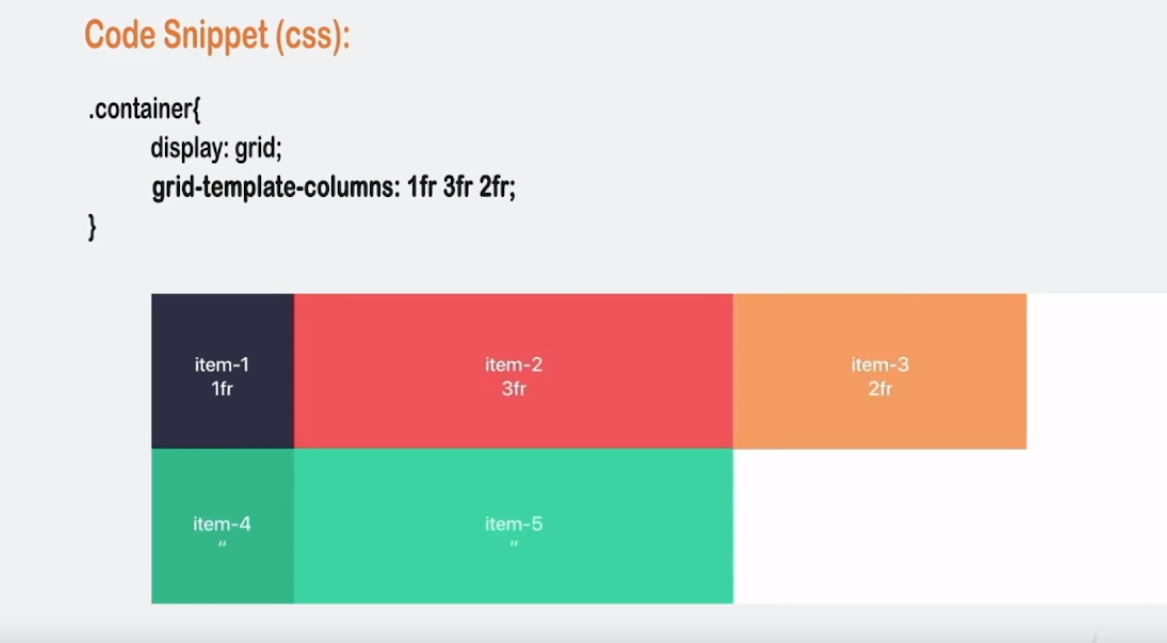 Code Snippet (css):
.container{
display: grid;
grid-template-columns: 1fr 3fr 2fr;
}
item-1
1fr
item-2
3fr
item-3
2fr
item-4
"
item-5
"